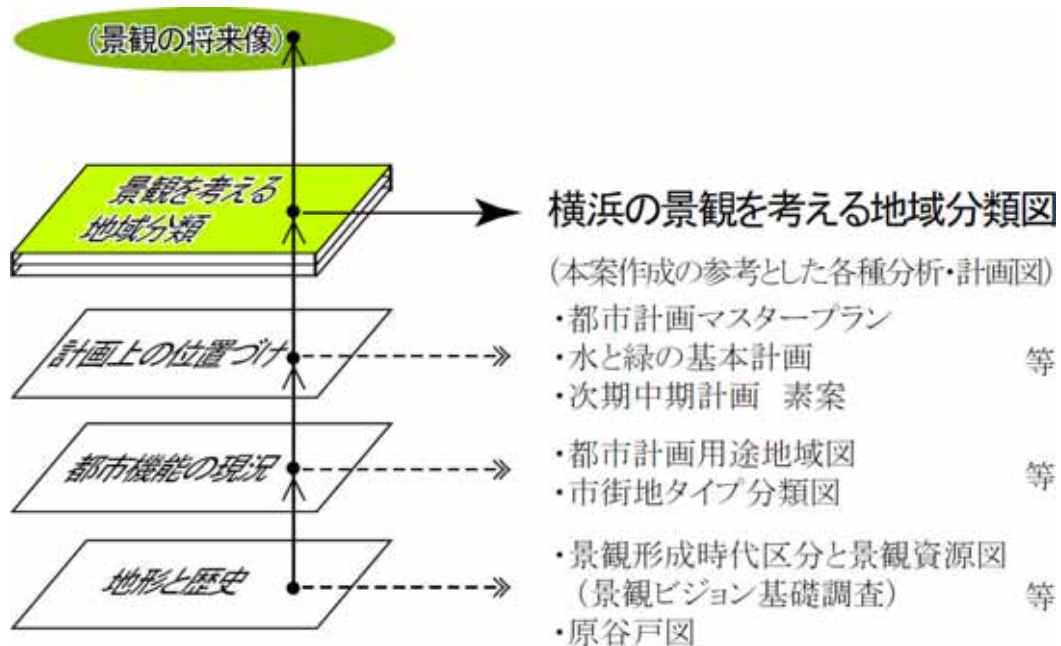 (景観の将来像)
景観を考える
地域分類
横浜の景観を考える地域分類図
(本案作成の参考とした各種分析・計画図)
計画上の位置づけ
・都市計画マスタープラン
・水と緑の基本計画 等
・次期中期計画 素案
都市機能の現況
・都市計画用途地域図
・市街地タイプ分類図 等
地形と歴史
・景観形成時代区分と景観資源図
(景観ビジョン基礎調査) 等
・原谷戸図